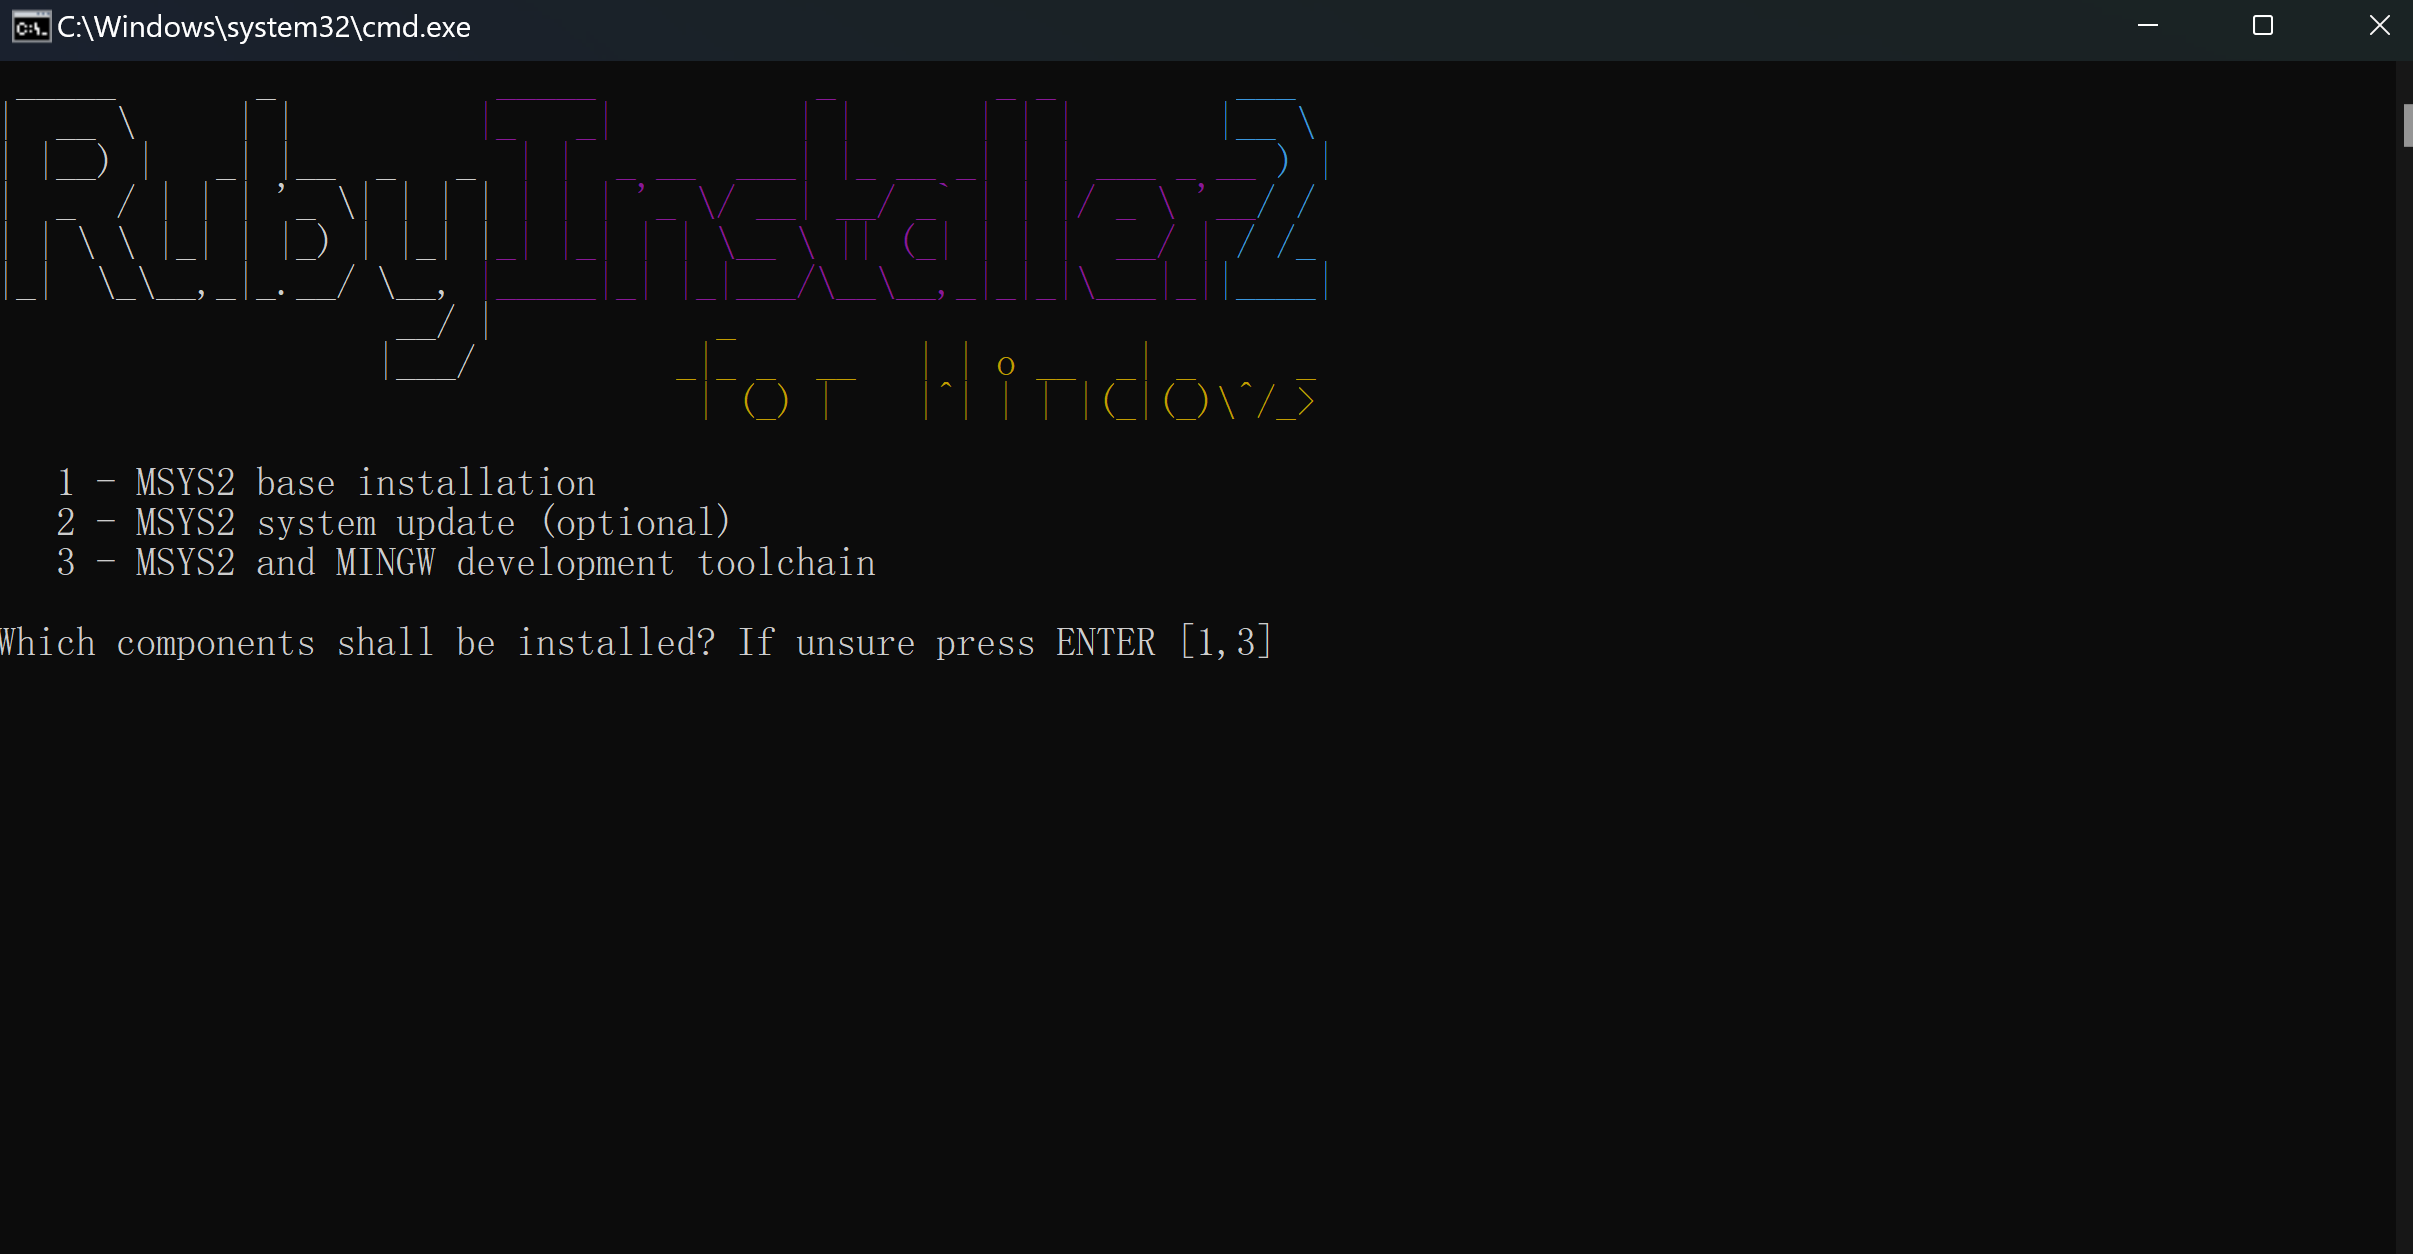 C:\Windows\system32\cmd.exe
RubyInstaller2
for Windows
1 - MSYS2 base installation
2 - MSYS2 system update (optional)
3 - MSYS2 and MINGW development toolchain
Which components shall be installed? If unsure press ENTER [1,3]